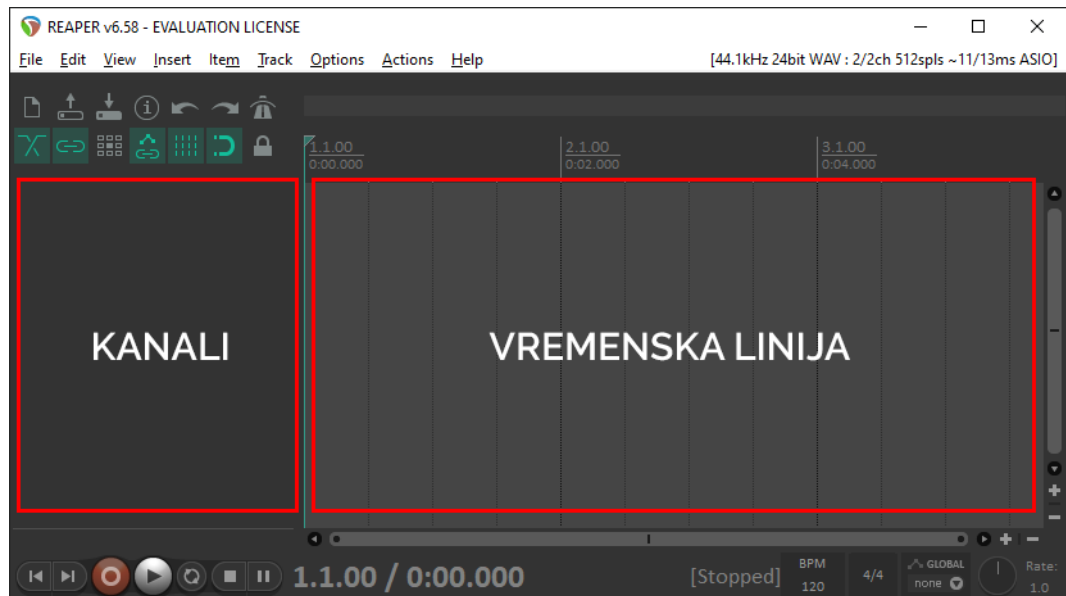 REAPER v6.58 - EVALUATION LICENSE
File Edit View Insert Item Track Options Actions Help [44.1kHz 24bit WAV : 2/2ch 512spls ~11/13ms ASIO]
1.1.00 2.1.00 3.1.00
0:00.000 0:02.000 0:04.000
KANALI VREMENSKA LINIJA
1.1.00 / 0:00.000 [Stopped] BPM 4/4 GLOBAL Rate:
120 none 1.0